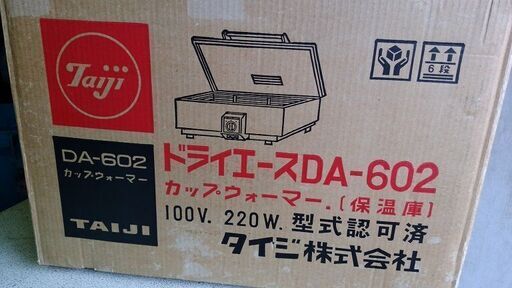 Taiji
6段
DA-602
カップウォーマー
TAIJI
ドライエースDA-602
カップウォーマー.〔保温庫〕
100V. 220W. 型式認可済
タイジ株式会社